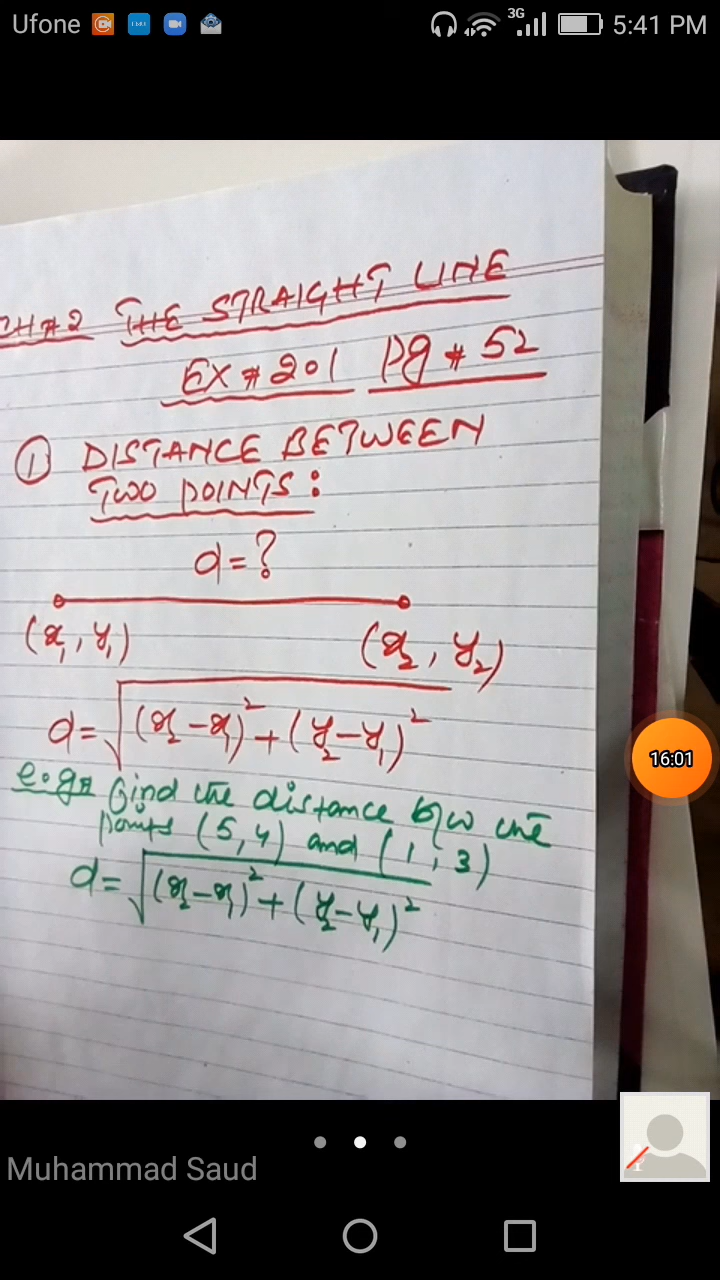 Ufone 3G 5:41 PM
CH#2 THE STRAIGHT LINE
EX # 2.1 Pg # 52
① DISTANCE BETWEEN
TWO POINTS:
d=?
(x₁, y₁) (x₂, y₂)
d=√(x₂-x₁)²+(y₂-y₁)²
e.g# find the distance b/w the
points (5,4) and (1,3)
d=√(x₂-x₁)²+(y₂-y₁)²
16:01
Muhammad Saud